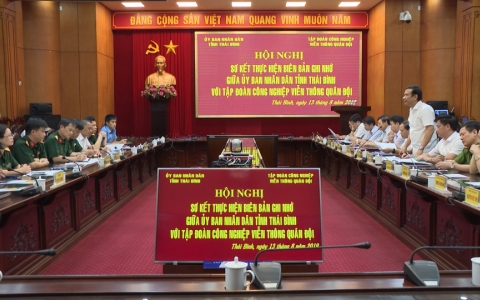 ĐẢNG CỘNG SẢN VIỆT NAM QUANG VINH MUÔN NĂM
ỦY BAN NHÂN DÂN
TỈNH THÁI BÌNH
TẬP ĐOÀN CÔNG NGHIỆP
VIỄN THÔNG QUÂN ĐỘI
HỘI NGHỊ
SƠ KẾT THỰC HIỆN BIÊN BẢN GHI NHỚ
GIỮA ỦY BAN NHÂN DÂN TỈNH THÁI BÌNH
VỚI TẬP ĐOÀN CÔNG NGHIỆP VIỄN THÔNG QUÂN ĐỘI
Thái Bình, ngày 13 tháng 8
ỦY BAN NHÂN DÂN
TỈNH THÁI BÌNH
TẬP ĐOÀN CÔNG NGHIỆP
VIỄN THÔNG QUÂN ĐỘI
HỘI NGHỊ
SƠ KẾT THỰC HIỆN BIÊN BẢN GHI NHỚ
GIỮA ỦY BAN NHÂN DÂN TỈNH THÁI BÌNH
VỚI TẬP ĐOÀN CÔNG NGHIỆP VIỄN THÔNG QUÂN ĐỘI
Thái Bình, ngày 13 tháng 8